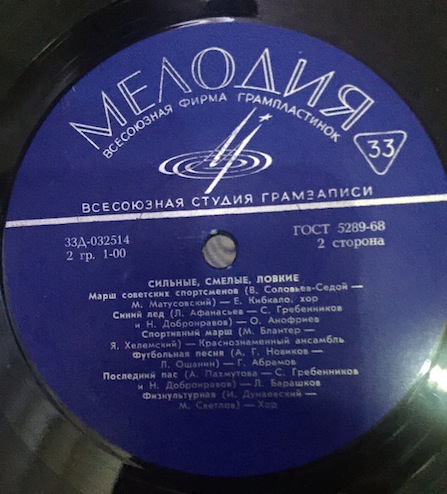 МЕЛОДИЯ
ВСЕСОЮЗНАЯ ФИРМА ГРАМПЛАСТИНОК
33
ВСЕСОЮЗНАЯ СТУДИЯ ГРАМЗАПИСИ
33Д-032514
ГОСТ 5289-68
2 гр. 1-00
2 сторона
СИЛЬНЫЕ, СМЕЛЫЕ, ЛОВКИЕ
Марш советских спортсменов (В. Соловьев-Седой —
М. Матусовский) — Е. Кибкало, хор
Синий лед (Л. Афанасьев — С. Гребенников
и Н. Добронравов) — О. Анофриев
Спортивный марш (М. Блантер —
Я. Хелемский) — Краснознаменный ансамбль
Футбольная песня (А. Г. Новиков —
Л. Ошанин) — Г. Абрамов
Последний пас (А. Пахмутова — С. Гребенников
и Н. Добронравов) — Л. Барашков
Физкультурная (И. Дунаевский —
М. Светлов) — Хор